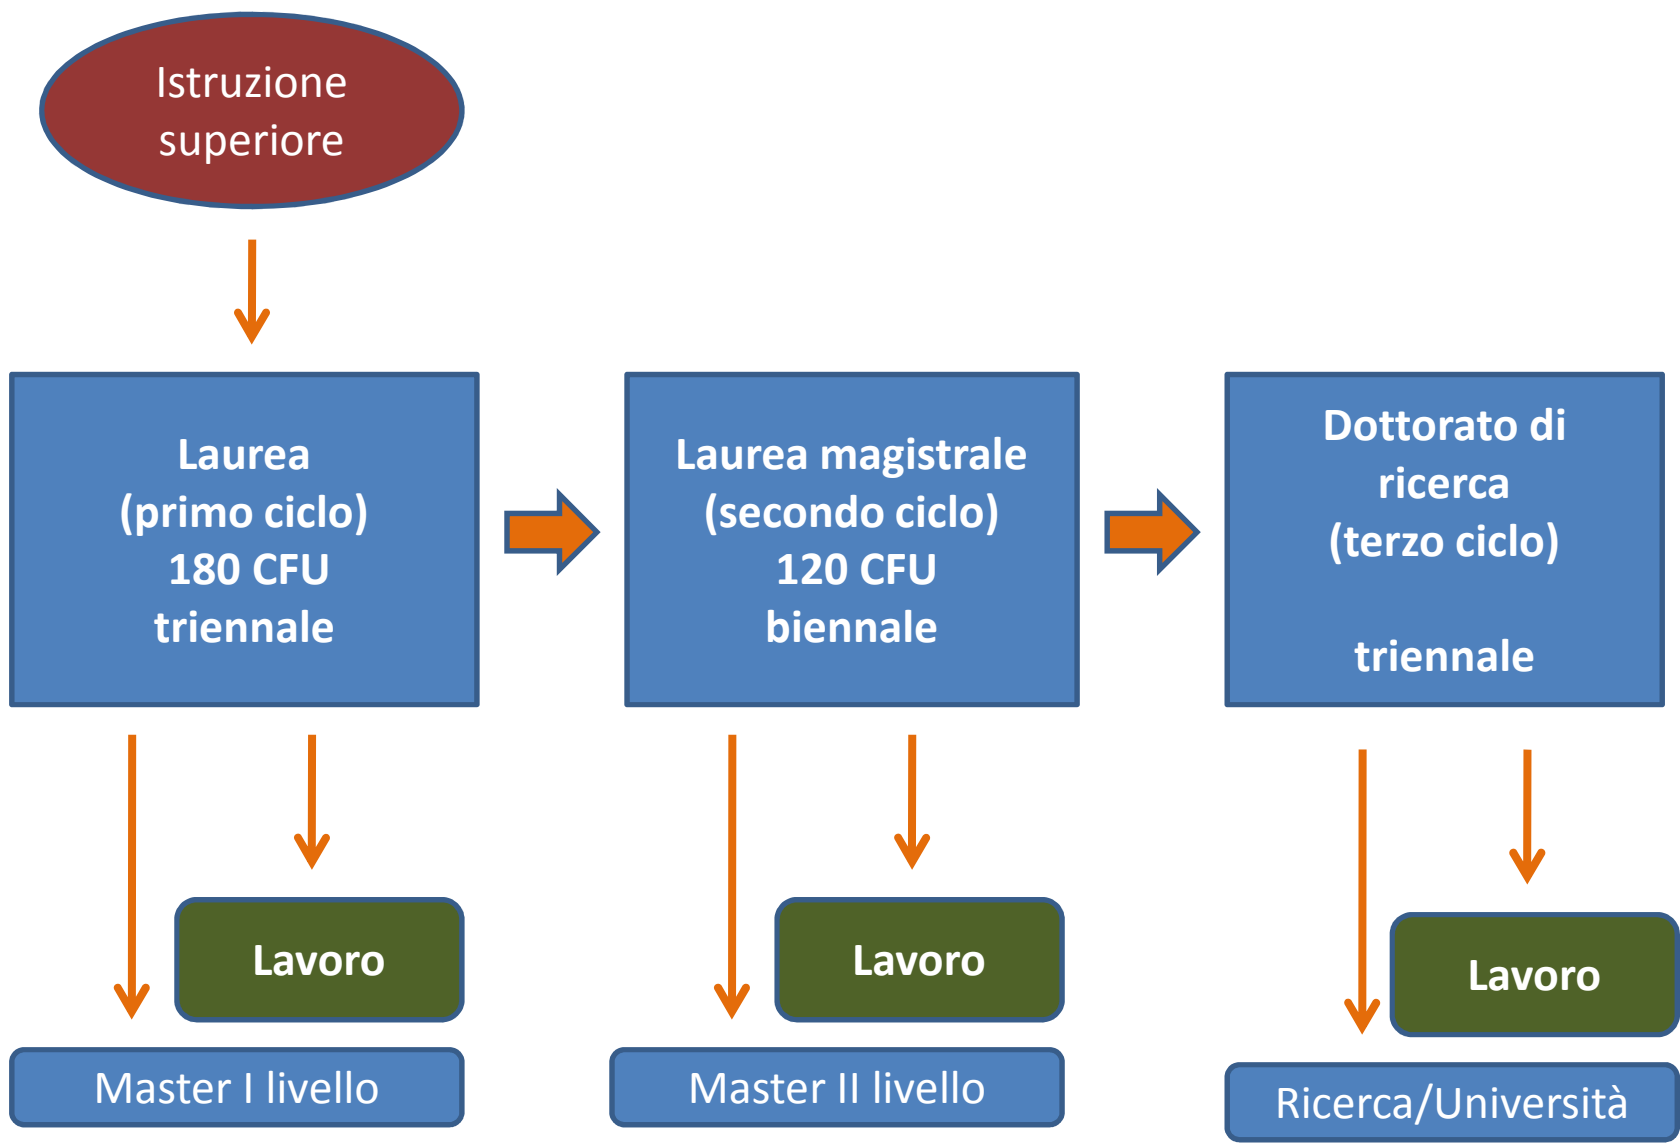 Istruzione
superiore
Laurea
(primo ciclo)
180 CFU
triennale
Laurea magistrale
(secondo ciclo)
120 CFU
biennale
Dottorato di
ricerca
(terzo ciclo)
triennale
Lavoro
Lavoro
Lavoro
Master I livello
Master II livello
Ricerca/Università